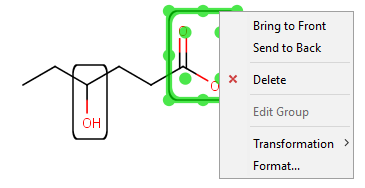 O
O
OH
Bring to Front
Send to Back
Delete
Edit Group
Transformation
Format...